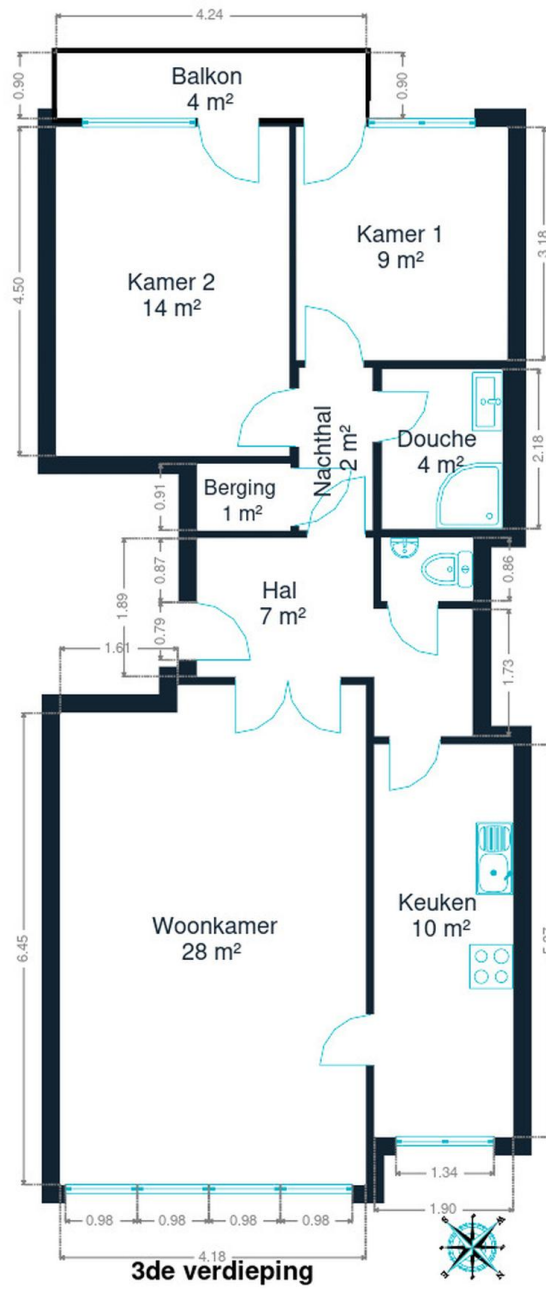 4.24
0.90
0.90
Balkon
4 m²
Kamer 1
9 m²
3.18
Kamer 2
14 m²
4.50
Nachthal
2 m²
Douche
4 m²
2.18
Berging
1 m²
0.91
0.87
0.86
Hal
7 m²
1.89
0.79
1.61
1.73
Woonkamer
28 m²
6.45
Keuken
10 m²
1.34
1.90
0.98
0.98
0.98
0.98
4.18
3de verdieping